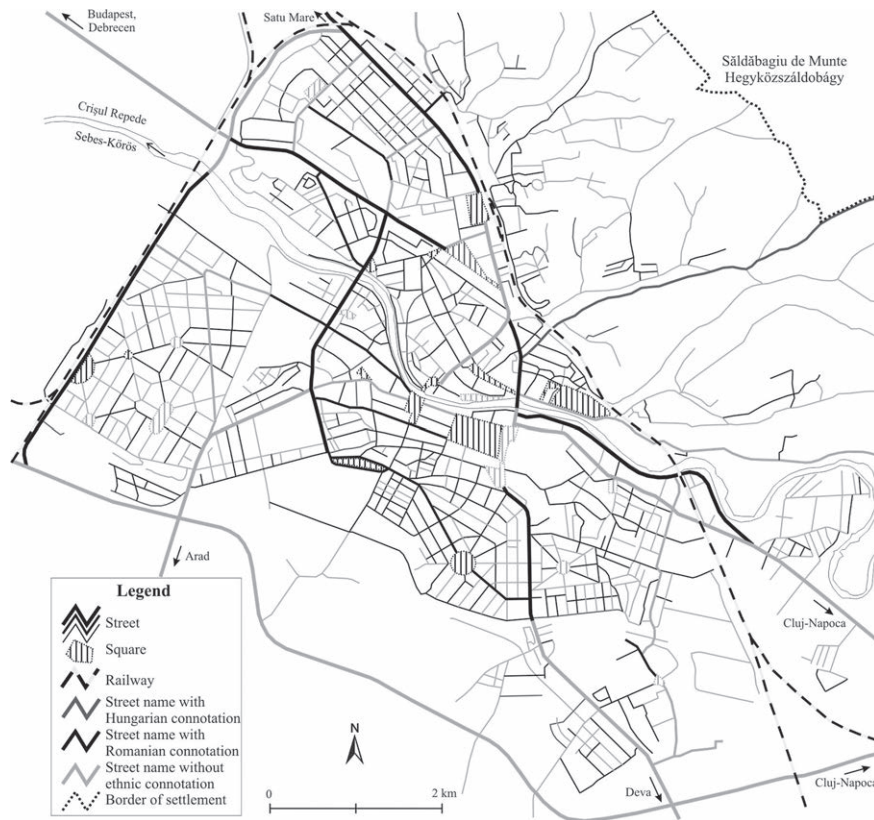 Budapest,
Debrecen
Satu Mare
Săldăbagiu de Munte
Hegyközszáldobágy
Crișul Repede
Sebes-Körös
Arad
Legend
Street
Square
Railway
Street name with
Hungarian connotation
Street name with
Romanian connotation
Street name without
ethnic connotation
Border of settlement
N
0
2 km
Cluj-Napoca
Deva
Cluj-Napoca